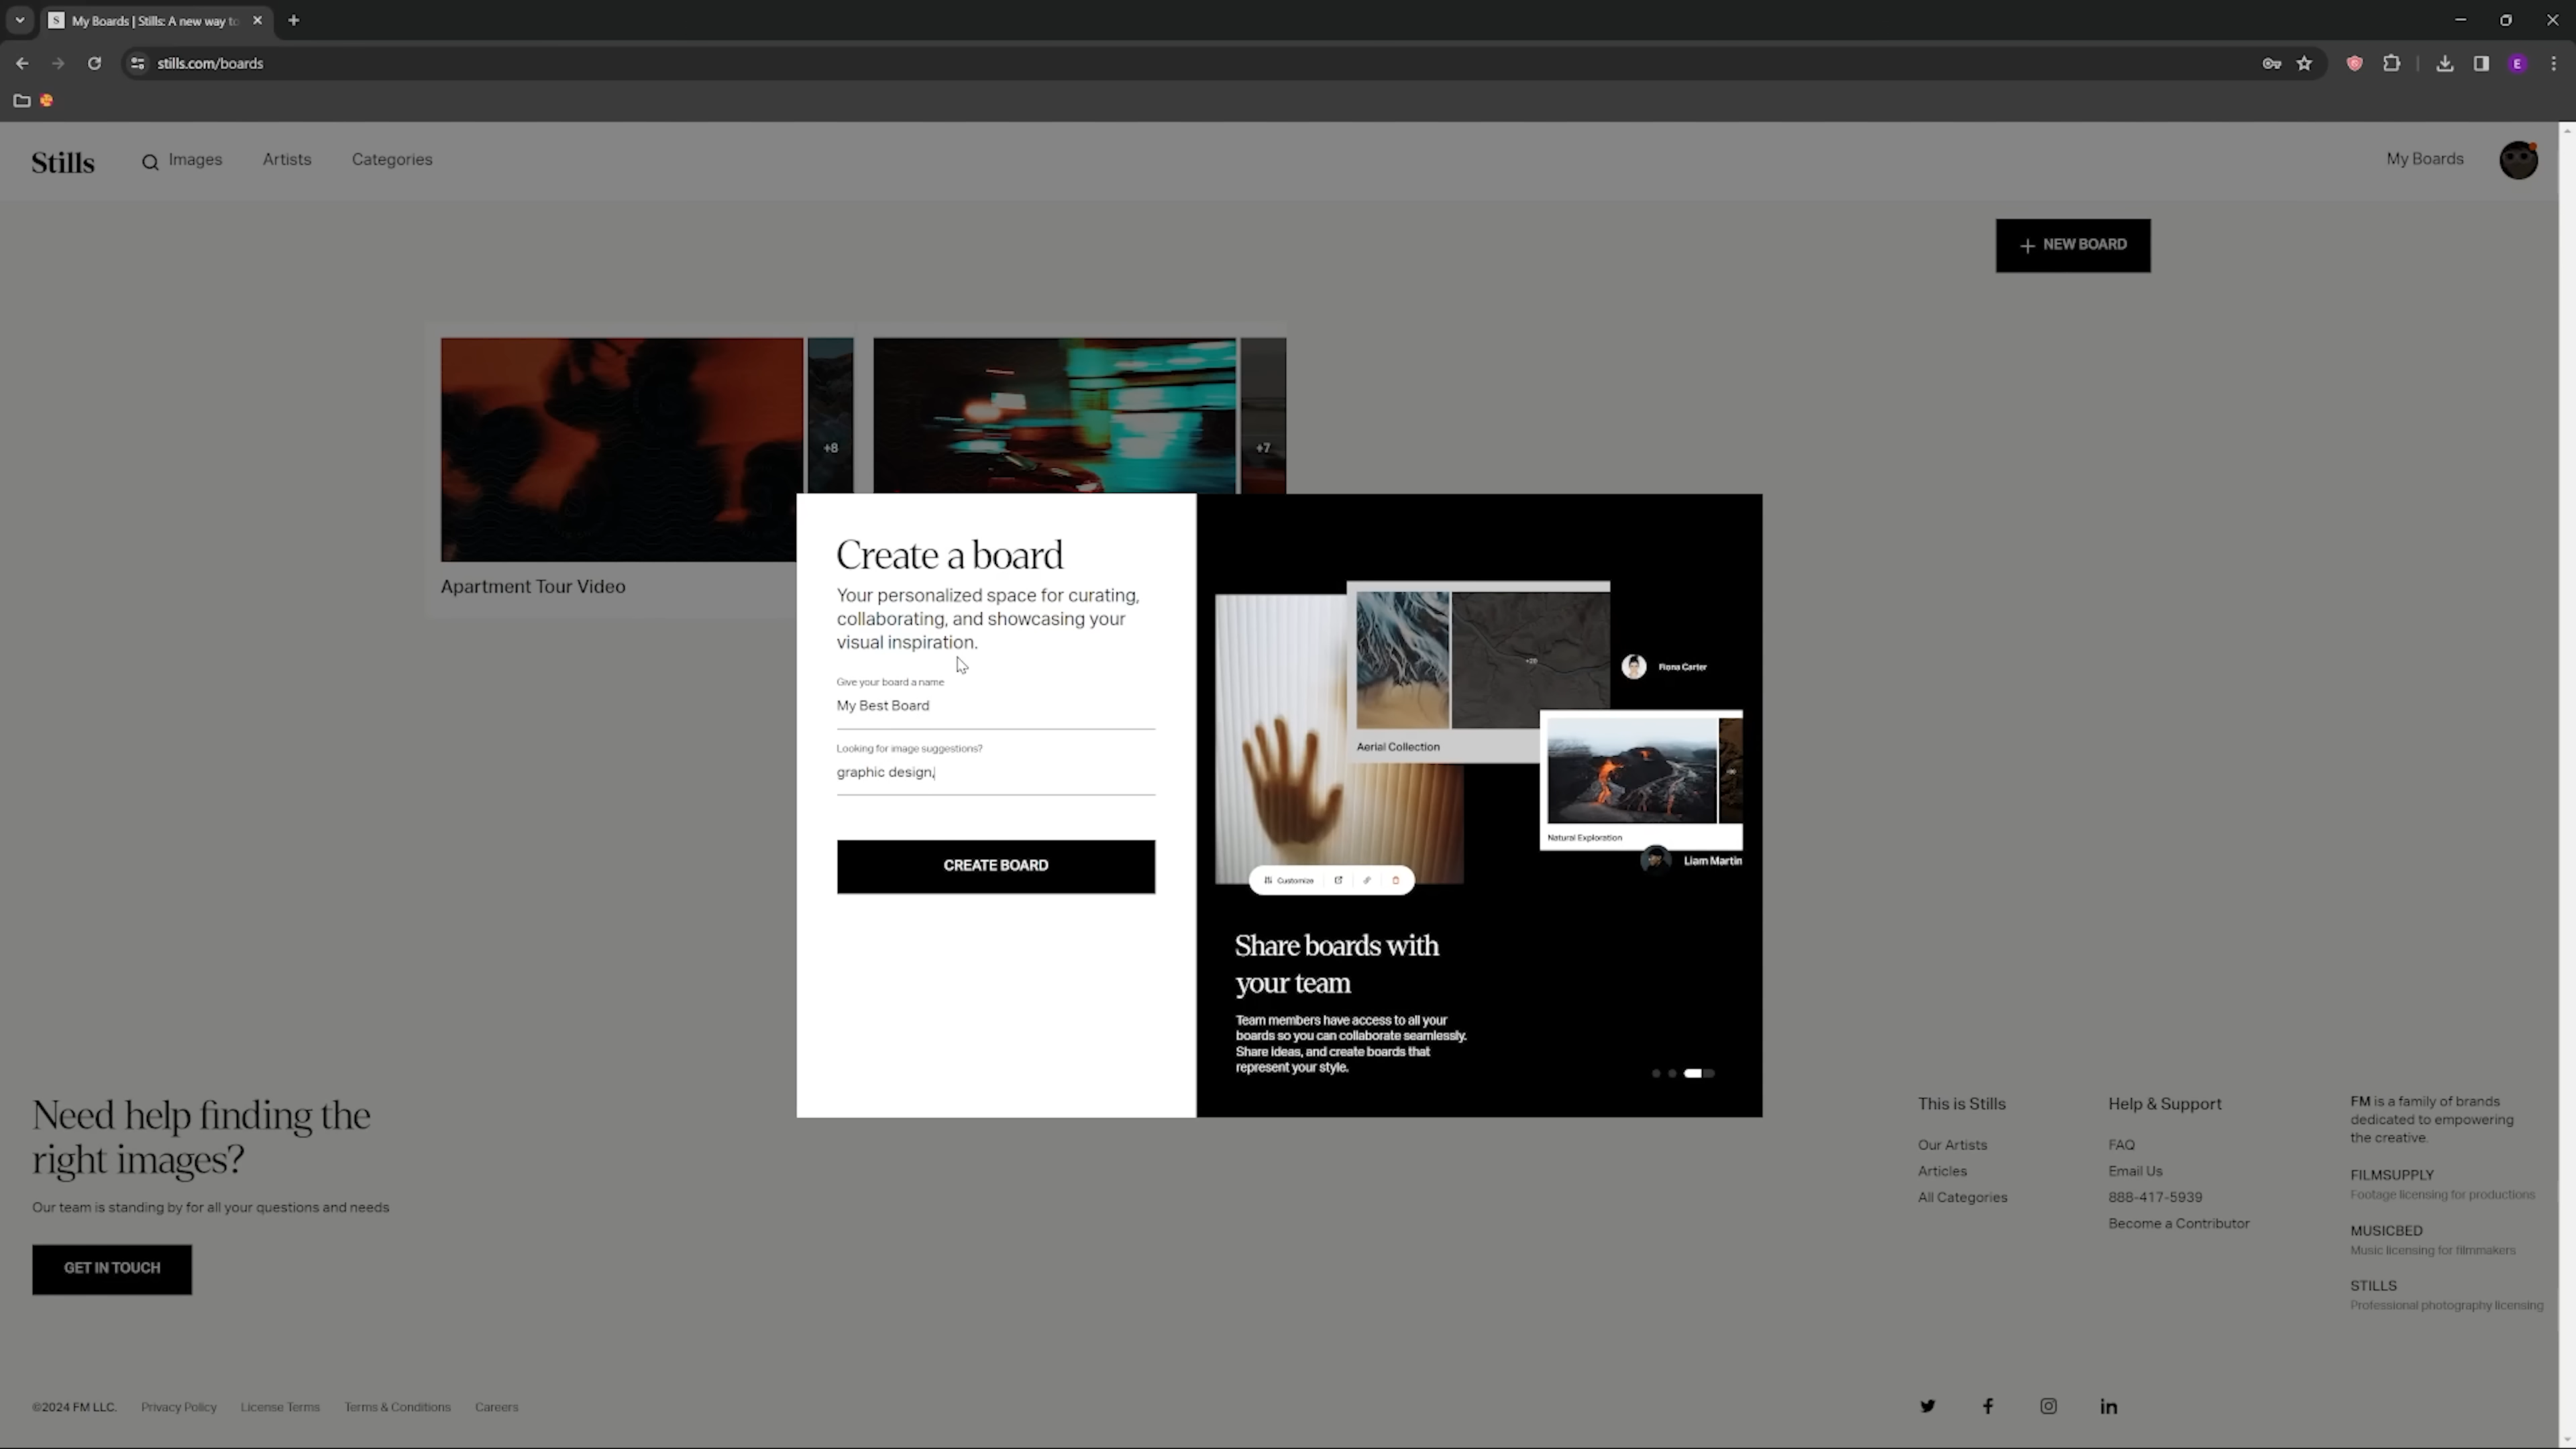 My Boards | Stills: A new way to
stills.com/boards
E
Stills
Images
Artists
Categories
My Boards
+ NEW BOARD
+8
+7
Apartment Tour Video
Create a board
Your personalized space for curating,
collaborating, and showcasing your
visual inspiration.
Give your board a name
My Best Board
Looking for image suggestions?
graphic design,
CREATE BOARD
+20
Fiona Carter
Aerial Collection
Natural Exploration
Liam Martin
Customize
Share boards with
your team
Team members have access to all your
boards so you can collaborate seamlessly.
Share ideas, and create boards that
represent your style.
Need help finding the
right images?
Our team is standing by for all your questions and needs
GET IN TOUCH
This is Stills
Our Artists
Articles
All Categories
Help & Support
FAQ
Email Us
888-417-5939
Become a Contributor
FM is a family of brands
dedicated to empowering
the creative.
FILMSUPPLY
Footage licensing for productions
MUSICBED
Music licensing for filmmakers
STILLS
Professional photography licensing
©2024 FM LLC.
Privacy Policy
License Terms
Terms & Conditions
Careers